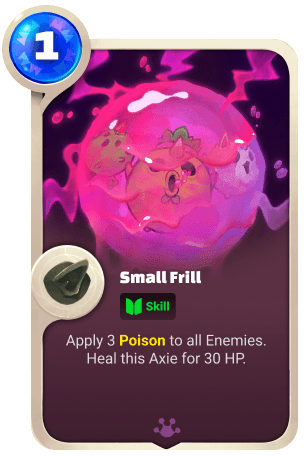 1
Small Frill
Skill
Apply 3 Poison to all Enemies.
Heal this Axie for 30 HP.